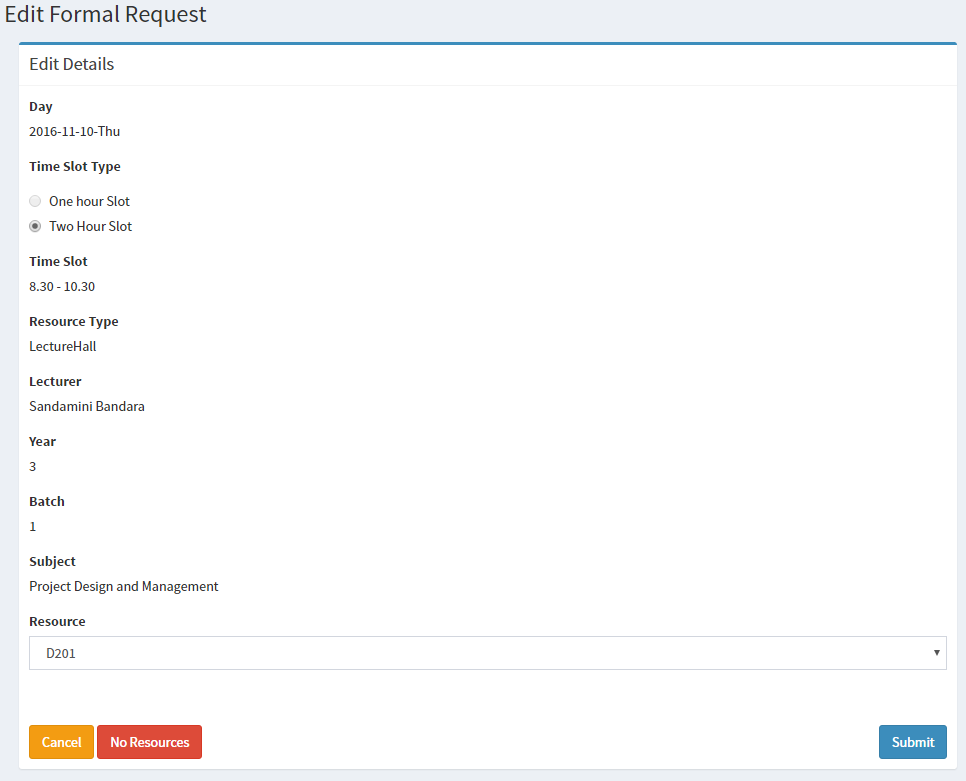 Edit Formal Request
Edit Details
Day
2016-11-10-Thu
Time Slot Type
One hour Slot
Two Hour Slot
Time Slot
8.30 - 10.30
Resource Type
LectureHall
Lecturer
Sandamini Bandara
Year
3
Batch
1
Subject
Project Design and Management
Resource
D201
Cancel No Resources Submit